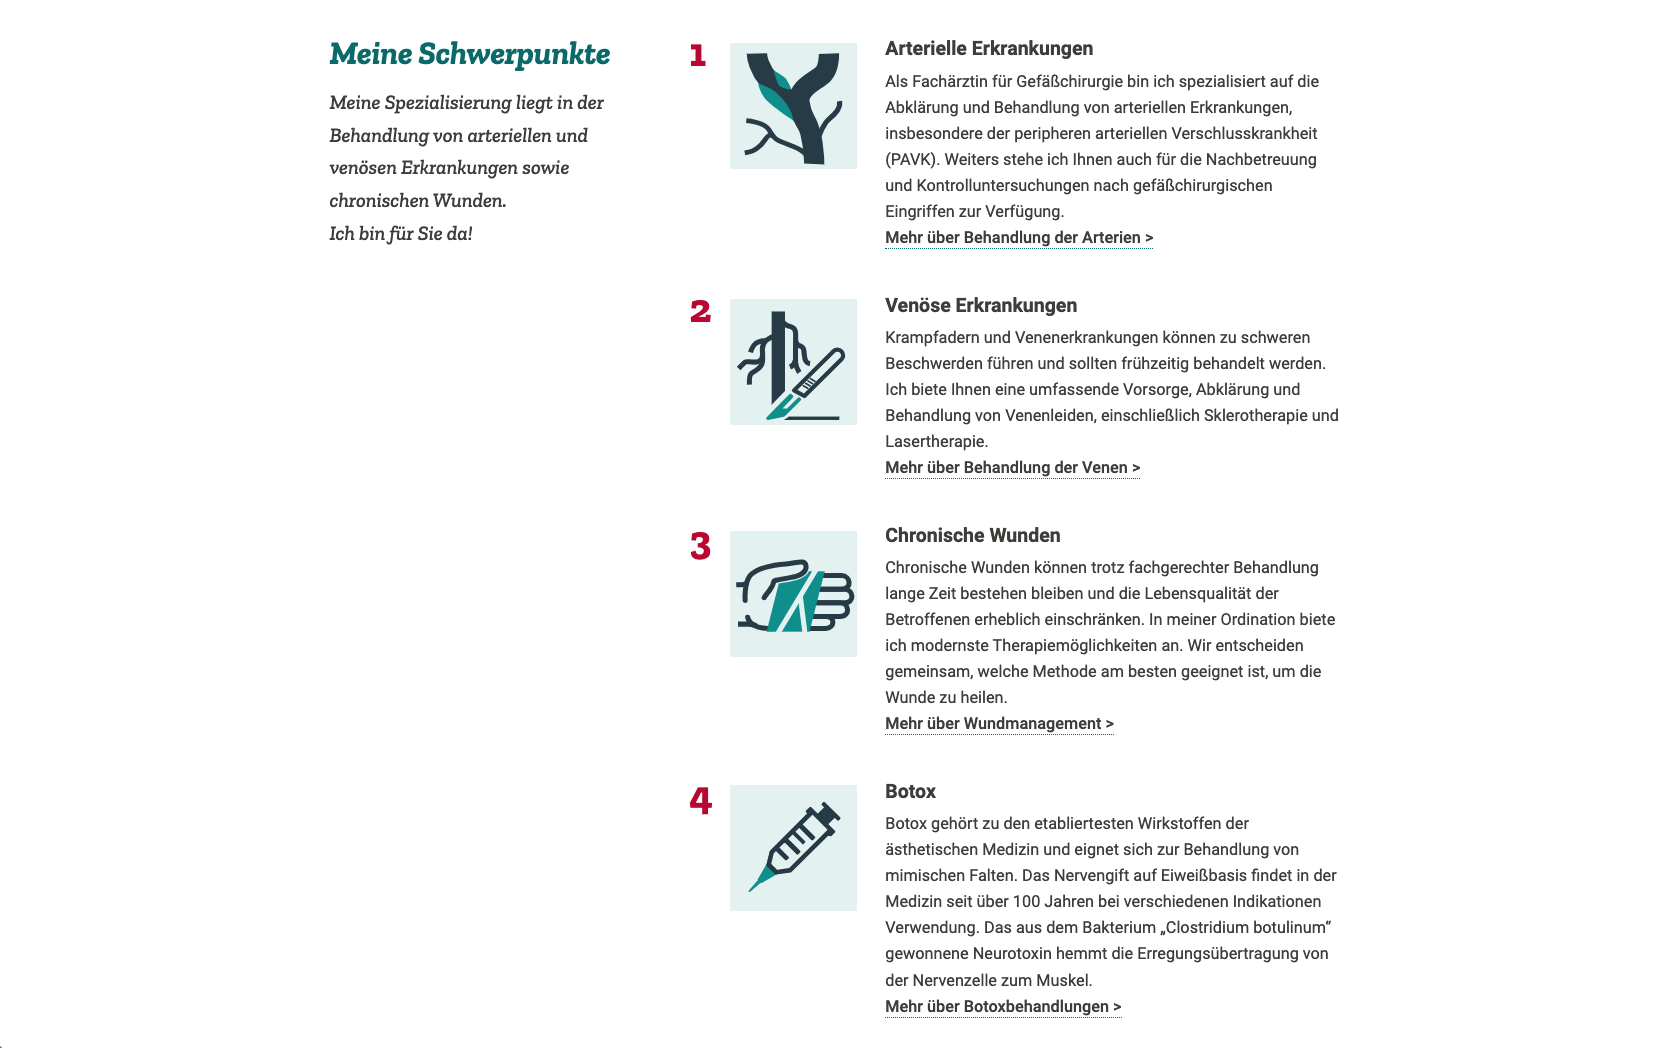 Meine Schwerpunkte
Meine Spezialisierung liegt in der
Behandlung von arteriellen und
venösen Erkrankungen sowie
chronischen Wunden.
Ich bin für Sie da!
1
Arterielle Erkrankungen
Als Fachärztin für Gefäßchirurgie bin ich spezialisiert auf die
Abklärung und Behandlung von arteriellen Erkrankungen,
insbesondere der peripheren arteriellen Verschlusskrankheit
(PAVK). Weiters stehe ich Ihnen auch für die Nachbetreuung
und Kontrolluntersuchungen nach gefäßchirurgischen
Eingriffen zur Verfügung.
Mehr über Behandlung der Arterien >
2
Venöse Erkrankungen
Krampfadern und Venenerkrankungen können zu schweren
Beschwerden führen und sollten frühzeitig behandelt werden.
Ich biete Ihnen eine umfassende Vorsorge, Abklärung und
Behandlung von Venenleiden, einschließlich Sklerotherapie und
Lasertherapie.
Mehr über Behandlung der Venen >
3
Chronische Wunden
Chronische Wunden können trotz fachgerechter Behandlung
lange Zeit bestehen bleiben und die Lebensqualität der
Betroffenen erheblich einschränken. In meiner Ordination biete
ich modernste Therapiemöglichkeiten an. Wir entscheiden
gemeinsam, welche Methode am besten geeignet ist, um die
Wunde zu heilen.
Mehr über Wundmanagement >
4
Botox
Botox gehört zu den etabliertesten Wirkstoffen der
ästhetischen Medizin und eignet sich zur Behandlung von
mimischen Falten. Das Nervengift auf Eiweißbasis findet in der
Medizin seit über 100 Jahren bei verschiedenen Indikationen
Verwendung. Das aus dem Bakterium „Clostridium botulinum“
gewonnene Neurotoxin hemmt die Erregungsübertragung von
der Nervenzelle zum Muskel.
Mehr über Botoxbehandlungen >